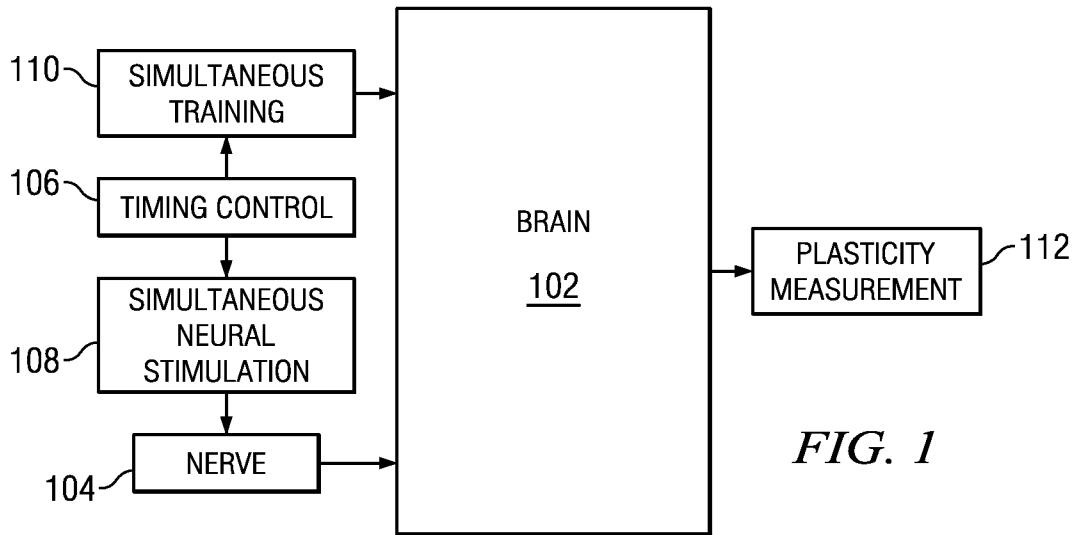 110
SIMULTANEOUS
TRAINING
106
TIMING CONTROL
108
SIMULTANEOUS
NEURAL
STIMULATION
104
NERVE
BRAIN
102
PLASTICITY
MEASUREMENT
112
FIG. 1